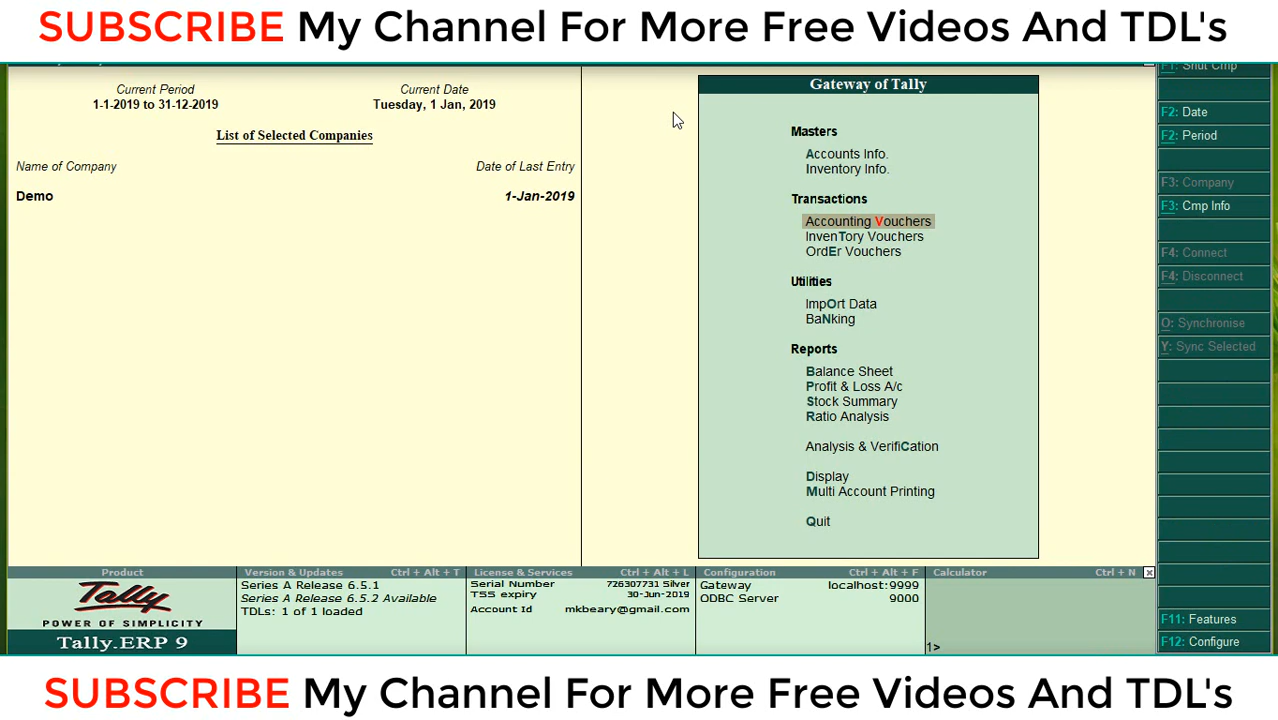 SUBSCRIBE My Channel For More Free Videos And TDL's
Current Period
1-1-2019 to 31-12-2019
Current Date
Tuesday, 1 Jan, 2019
List of Selected Companies
Name of Company Date of Last Entry
Demo 1-Jan-2019
Gateway of Tally
Masters
Accounts Info.
Inventory Info.
Transactions
Accounting Vouchers
InvenTory Vouchers
OrdEr Vouchers
Utilities
ImpOrt Data
BaNking
Reports
Balance Sheet
Profit & Loss A/c
Stock Summary
Ratio Analysis
Analysis & VerifiCation
Display
Multi Account Printing
Quit
F1: Shut Cmp
F2: Date
F2: Period
F3: Company
F3: Cmp Info
F4: Connect
F4: Disconnect
O: Synchronise
Y: Sync Selected
F11: Features
F12: Configure
Product
Tally
POWER OF SIMPLICITY
Tally.ERP 9
Version & Updates Ctrl + Alt + T
Series A Release 6.5.1
Series A Release 6.5.2 Available
TDLs: 1 of 1 loaded
License & Services Ctrl + Alt + L
Serial Number 726307731 Silver
TSS expiry 30-Jun-2019
Account Id mkbeary@gmail.com
Configuration Ctrl + Alt + F
Gateway localhost:9999
ODBC Server 9000
Calculator Ctrl + N
1>
SUBSCRIBE My Channel For More Free Videos And TDL's